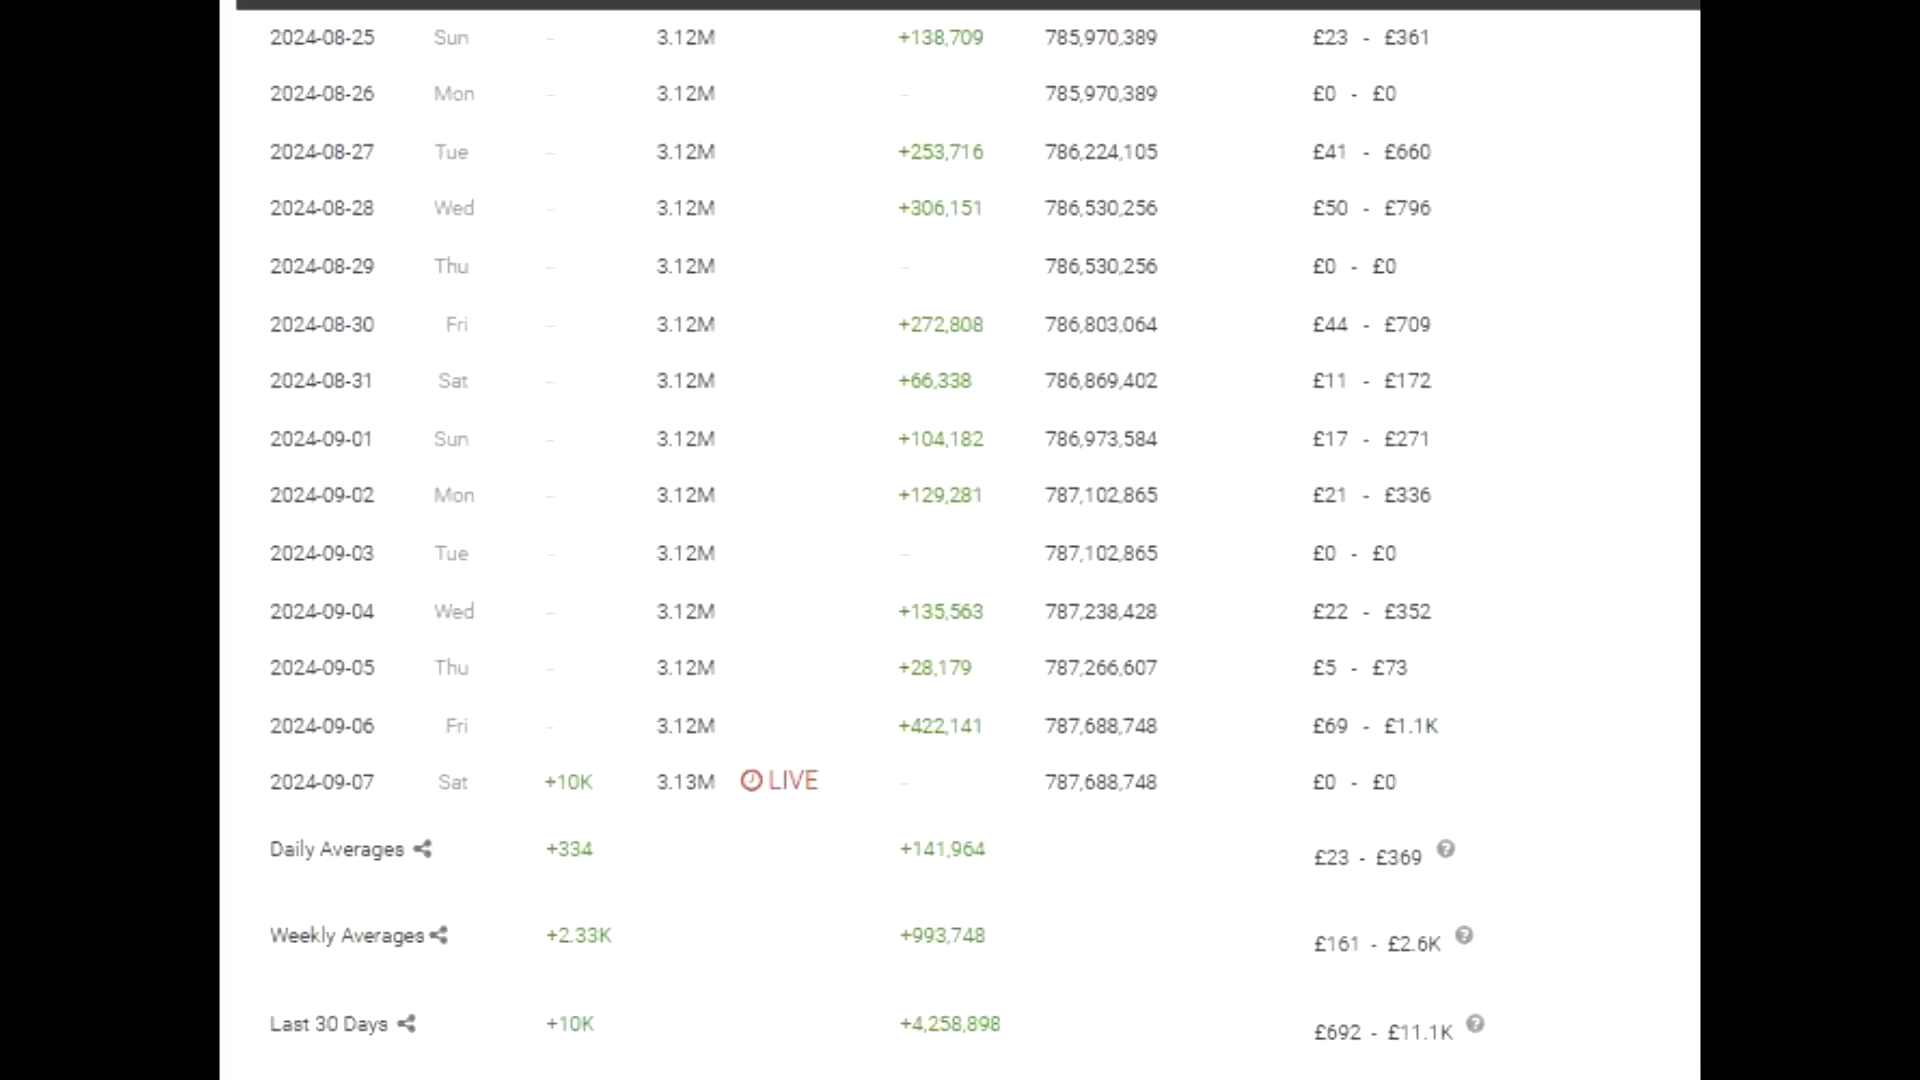 2024-08-25 Sun - 3.12M +138,709 785,970,389 £23 - £361
2024-08-26 Mon - 3.12M - 785,970,389 £0 - £0
2024-08-27 Tue - 3.12M +253,716 786,224,105 £41 - £660
2024-08-28 Wed - 3.12M +306,151 786,530,256 £50 - £796
2024-08-29 Thu - 3.12M - 786,530,256 £0 - £0
2024-08-30 Fri - 3.12M +272,808 786,803,064 £44 - £709
2024-08-31 Sat - 3.12M +66,338 786,869,402 £11 - £172
2024-09-01 Sun - 3.12M +104,182 786,973,584 £17 - £271
2024-09-02 Mon - 3.12M +129,281 787,102,865 £21 - £336
2024-09-03 Tue - 3.12M - 787,102,865 £0 - £0
2024-09-04 Wed - 3.12M +135,563 787,238,428 £22 - £352
2024-09-05 Thu - 3.12M +28,179 787,266,607 £5 - £73
2024-09-06 Fri - 3.12M +422,141 787,688,748 £69 - £1.1K
2024-09-07 Sat +10K 3.13M LIVE - 787,688,748 £0 - £0
Daily Averages +334 +141,964 £23 - £369
Weekly Averages +2.33K +993,748 £161 - £2.6K
Last 30 Days +10K +4,258,898 £692 - £11.1K